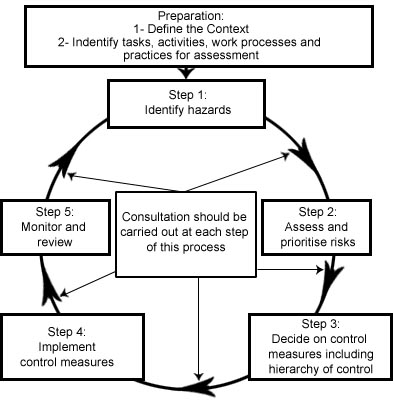 Preparation:
1- Define the Context
2- Indentify tasks, activities, work processes and
practices for assessment
Step 1:
Identify hazards
Step 2:
Assess and
prioritise risks
Step 3:
Decide on control
measures including
hierarchy of control
Step 4:
Implement
control measures
Step 5:
Monitor and
review
Consultation should be
carried out at each step
of this process